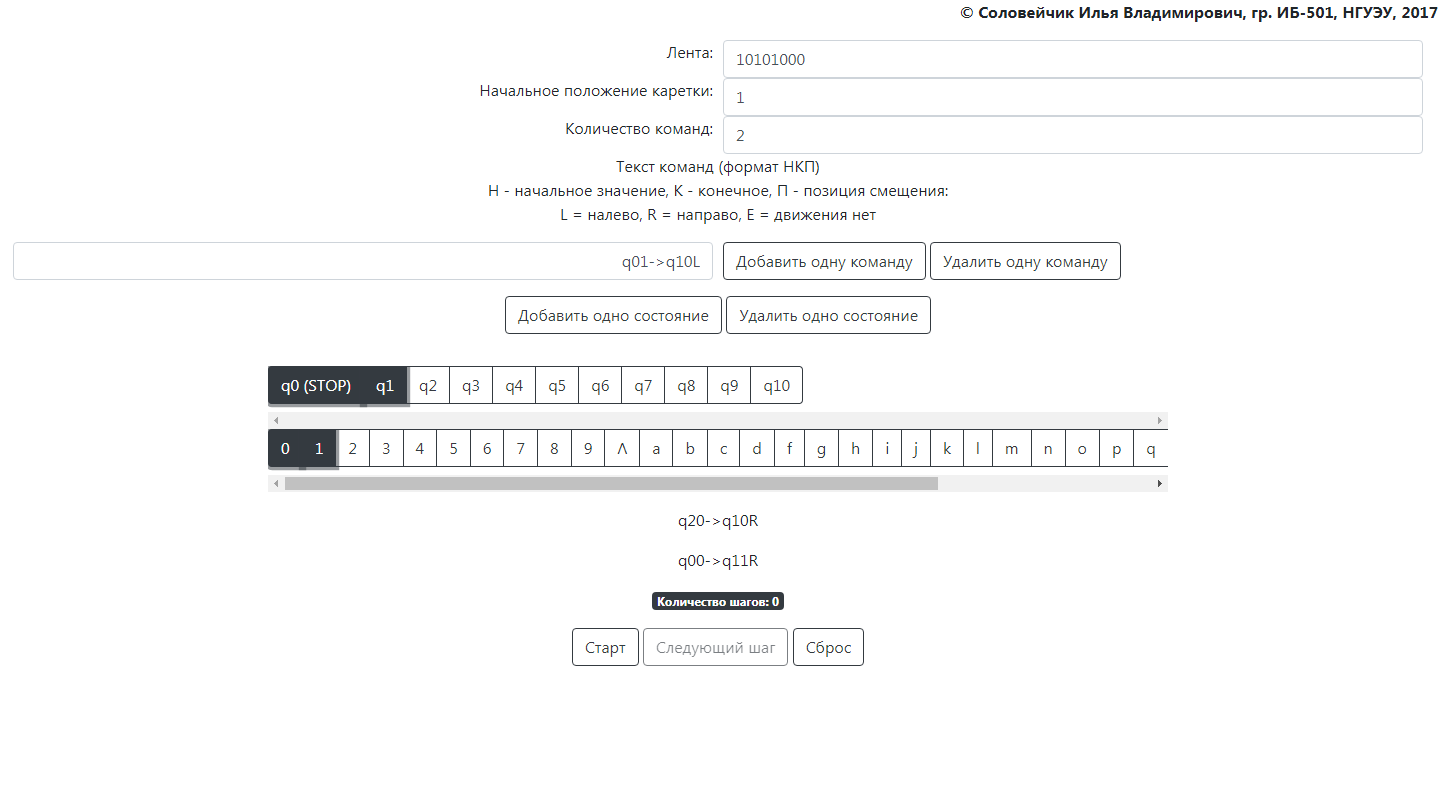 © Соловейчик Илья Владимирович, гр. ИБ-501, НГУЭУ, 2017
Лента: 10101000
Начальное положение каретки: 1
Количество команд: 2
Текст команд (формат НКП)
Н - начальное значение, К - конечное, П - позиция смещения:
L = налево, R = направо, E = движения нет
q01->q10L Добавить одну команду Удалить одну команду
Добавить одно состояние Удалить одно состояние
q0 (STOP) q1 q2 q3 q4 q5 q6 q7 q8 q9 q10
0 1 2 3 4 5 6 7 8 9 Λ a b c d f g h i j k l m n o p q
q20->q10R
q00->q11R
Количество шагов: 0
Старт Следующий шаг Сброс